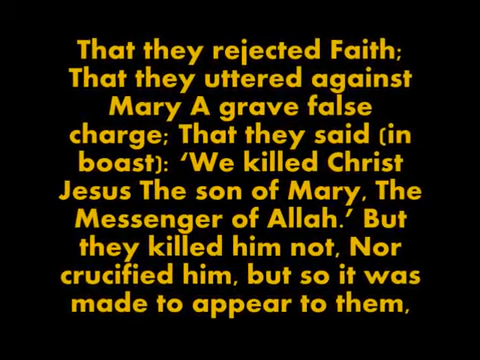 That they rejected Faith;
That they uttered against
Mary A grave false
charge; That they said (in
boast): ‘We killed Christ
Jesus The son of Mary, The
Messenger of Allah.’ But
they killed him not, Nor
crucified him, but so it was
made to appear to them,